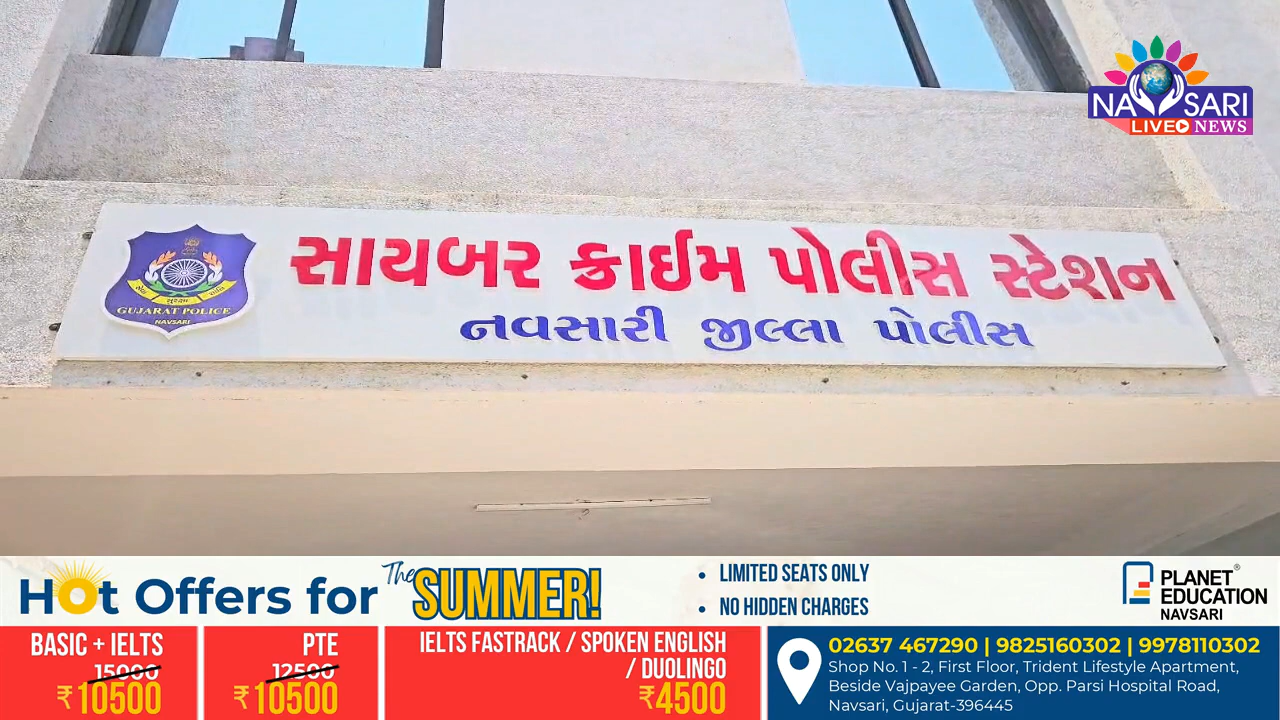 NAVSARI
LIVE NEWS
સાયબર ક્રાઈમ પોલીસ સ્ટેશન
નવસારી જીલ્લા પોલીસ
GUJARAT POLICE
NAVSARI
Hot Offers for The SUMMER!
• LIMITED SEATS ONLY
• NO HIDDEN CHARGES
PLANET
EDUCATION
NAVSARI
BASIC + IELTS
15000
₹10500
PTE
12500
₹10500
IELTS FASTRACK / SPOKEN ENGLISH
/ DUOLINGO
₹4500
02637 467290 | 9825160302 | 9978110302
Shop No. 1 - 2, First Floor, Trident Lifestyle Apartment,
Beside Vajpayee Garden, Opp. Parsi Hospital Road,
Navsari, Gujarat-396445